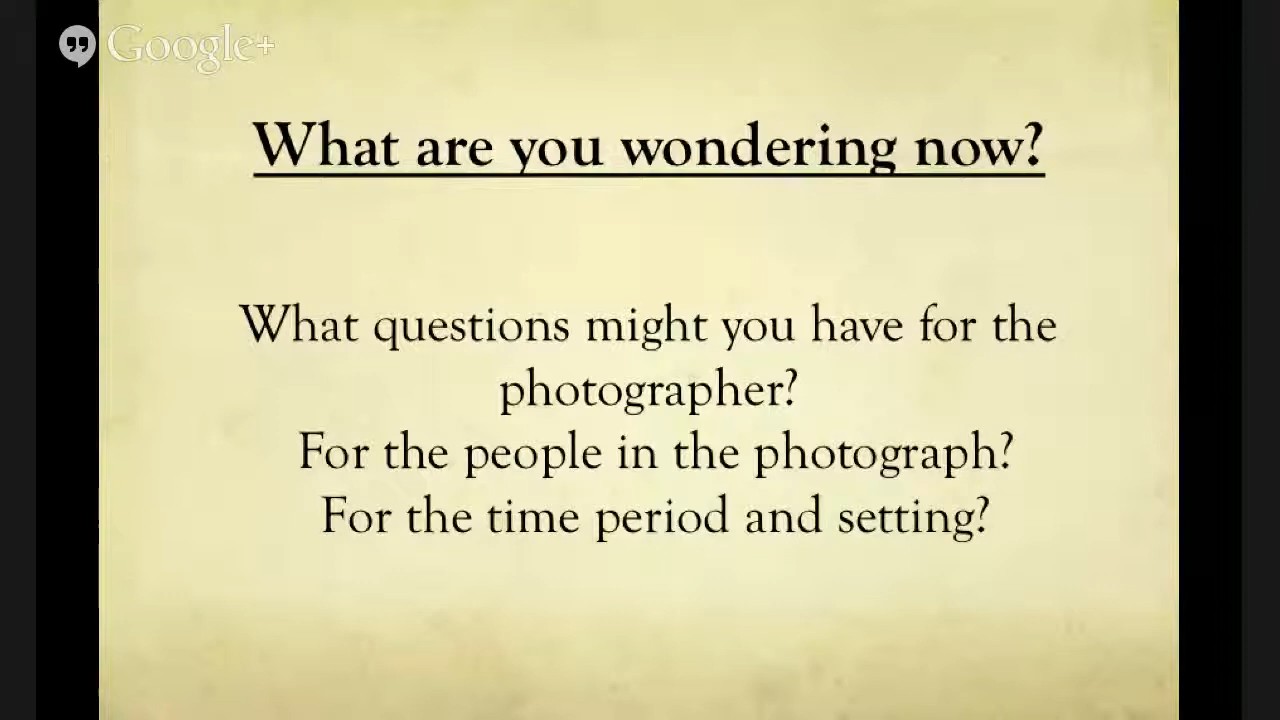 Google+
What are you wondering now?
What questions might you have for the
photographer?
For the people in the photograph?
For the time period and setting?